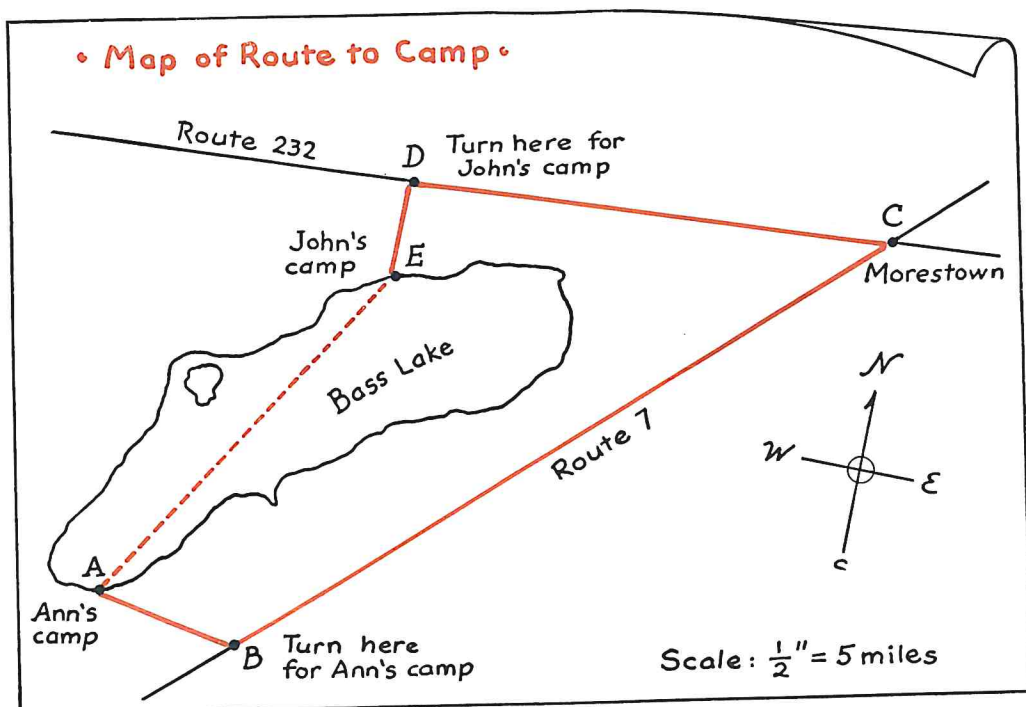 • Map of Route to Camp •
Route 232
D
Turn here for
John's camp
C
Morestown
John's
camp
E
Bass Lake
Route 7
N
W
E
S
A
Ann's
camp
B
Turn here
for Ann's camp
Scale: 1/2" = 5 miles